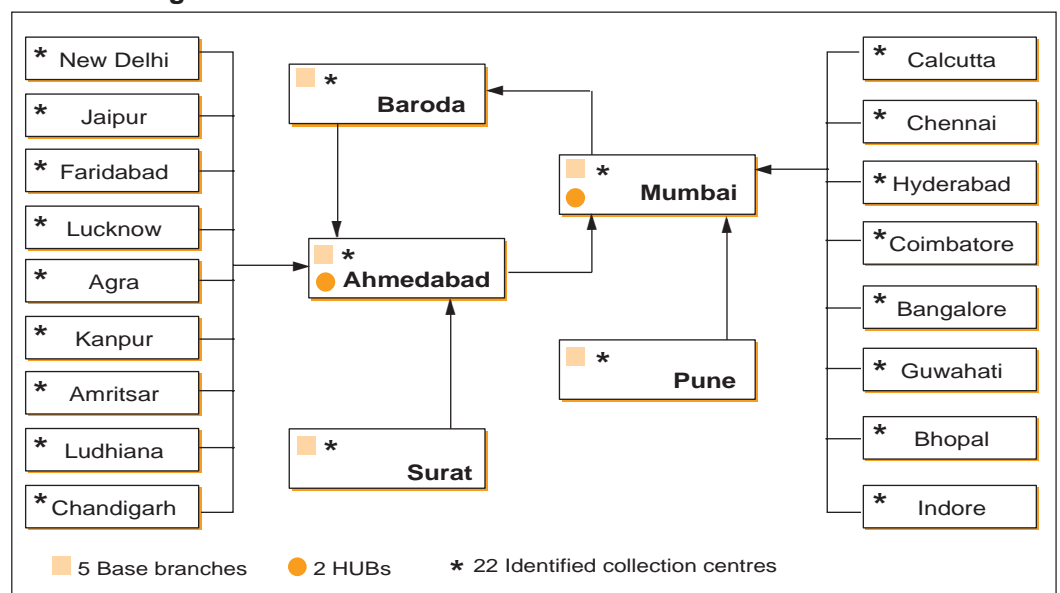 * New Delhi
* Jaipur
* Faridabad
* Lucknow
* Agra
* Kanpur
* Amritsar
* Ludhiana
* Chandigarh
*
Baroda
*
Mumbai
*
Ahmedabad
*
Pune
*
Surat
* Calcutta
* Chennai
* Hyderabad
* Coimbatore
* Bangalore
* Guwahati
* Bhopal
* Indore
5 Base branches
2 HUBs
* 22 Identified collection centres